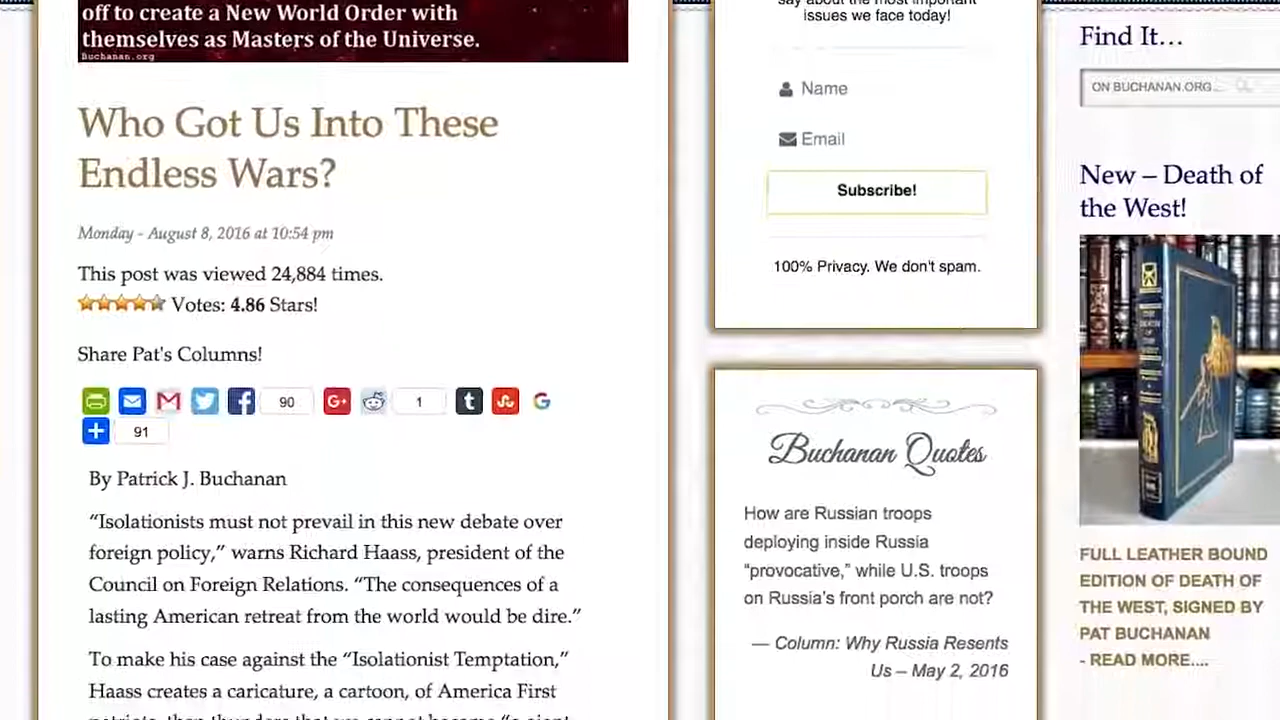 off to create a New World Order with
themselves as Masters of the Universe.
Buchanan.org
Who Got Us Into These
Endless Wars?
Monday - August 8, 2016 at 10:54 pm
This post was viewed 24,884 times.
Votes: 4.86 Stars!
Share Pat's Columns!
90
1
91
By Patrick J. Buchanan
“Isolationists must not prevail in this new debate over
foreign policy,” warns Richard Haass, president of the
Council on Foreign Relations. “The consequences of a
lasting American retreat from the world would be dire.”
To make his case against the “Isolationist Temptation,”
Haass creates a caricature, a cartoon, of America First
say about the most important
issues we face today!
Name
Email
Subscribe!
100% Privacy. We don't spam.
Buchanan Quotes
How are Russian troops
deploying inside Russia
“provocative,” while U.S. troops
on Russia’s front porch are not?
— Column: Why Russia Resents
Us – May 2, 2016
Find It…
ON BUCHANAN.ORG...
New – Death of
the West!
FULL LEATHER BOUND
EDITION OF DEATH OF
THE WEST, SIGNED BY
PAT BUCHANAN
- READ MORE....